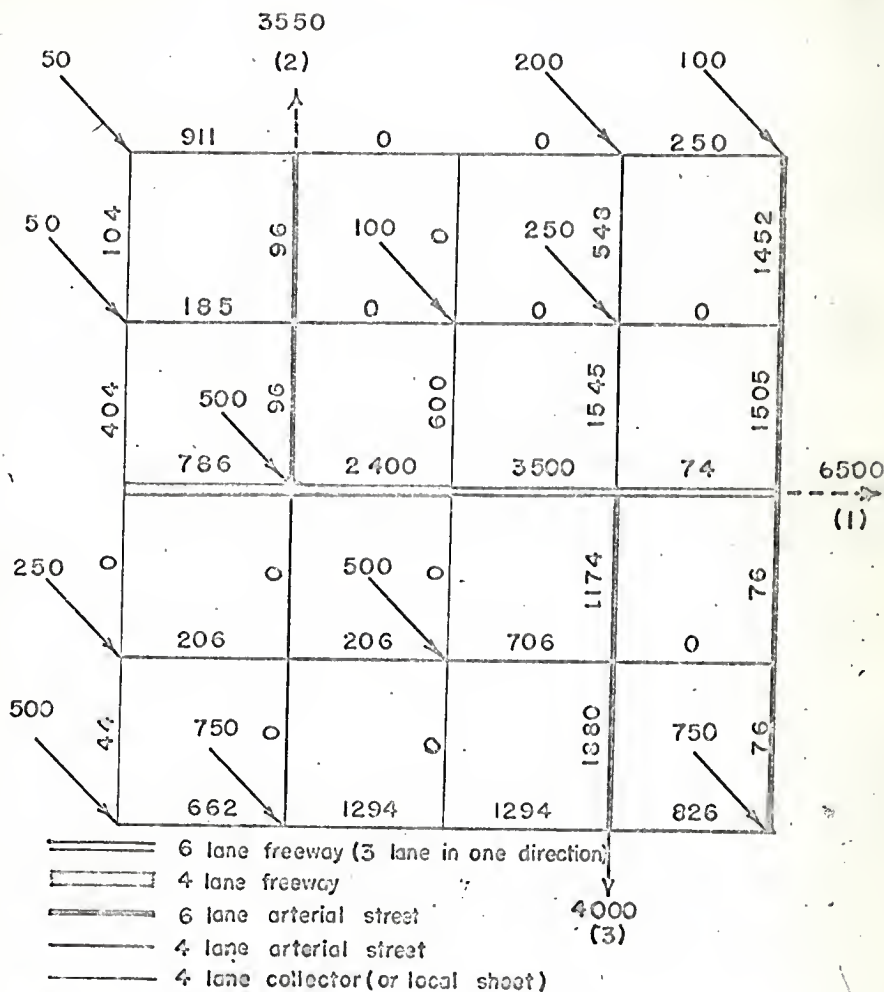 3550
50 (2) 200 100
911 0 0 250
104 96 0 543 1452
50 100 250
185 0 0 0
404 96 600 1545 1505
500
786 2400 3500 74 6500
(1)
0 0 0 1174 76
250 500
206 206 706 0
500 44 0 0 1880 76
750 750
662 1294 1294 826
6 lane freeway (3 lane in one direction)
4 lane freeway
6 lane arterial street 4000
(3)
4 lane arterial street
4 lane collector (or local sheet)